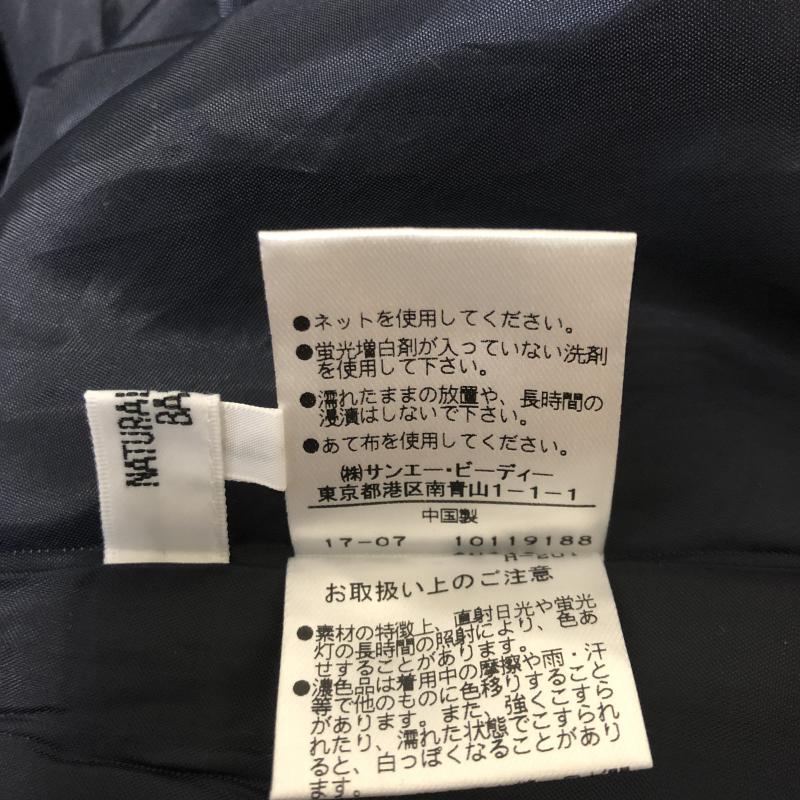 ●ネットを使用してください。
●蛍光増白剤が入っていない洗剤
を使用して下さい。
●濡れたままの放置や、長時間の
浸漬はしないで下さい。
●あて布を使用してください。
㈱サンエー・ビーディー
東京都港区南青山1-1-1
中国製
17-07 10119188
お取扱い上のご注意
●素材の特徴上、直射日光や蛍光
灯の長時間の照射により、色あ
せすることがあります。
●濃色品は着用中の摩擦や雨・汗
等で他のものに色移りすること
があります。また、強くこすら
れたり、濡れた状態でこすられ
ると、白っぽくなることがあり
ます。
NATURAL
BA